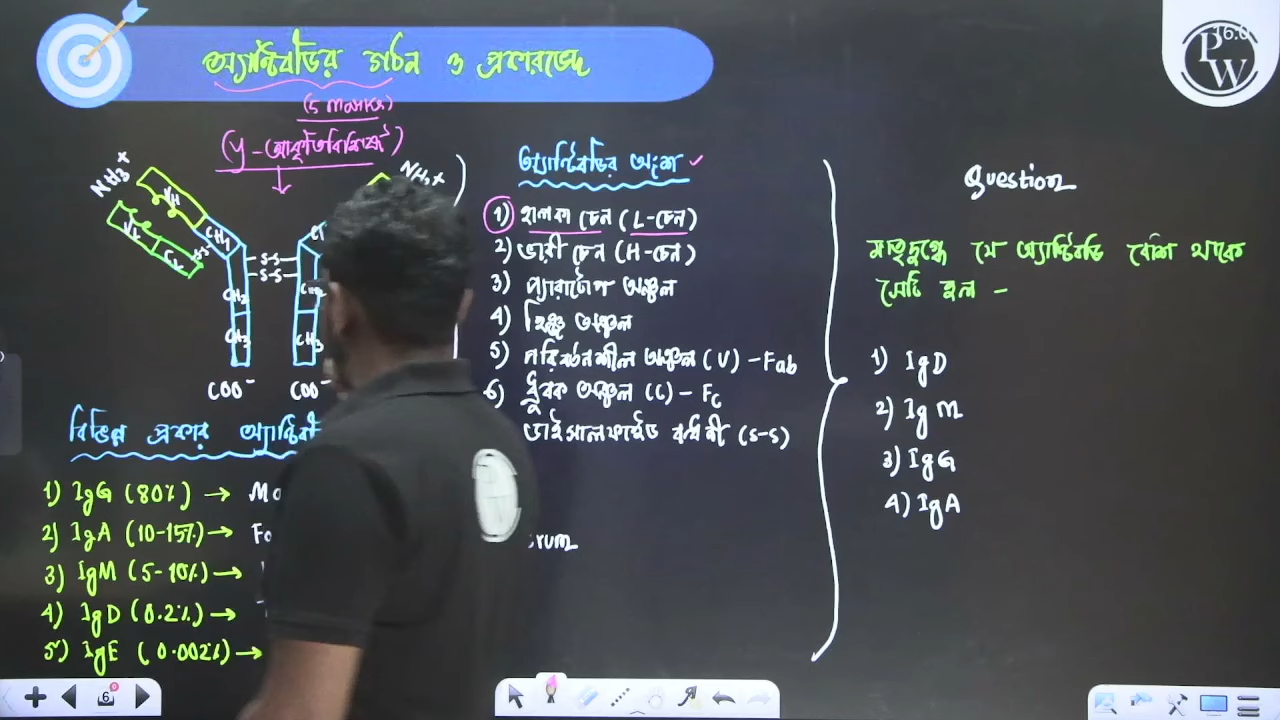 অ্যান্টিবডির গঠন ও প্রকারভেদ
(5 Marks)
(y-আকৃতিবিশিষ্ট)
NH3+
VH
VL
CH1
CL
S-S
S-S
CH2
CH3
CH3
COO⁻
COO⁻
বিভিন্ন প্রকার
1) IgG (80%) →
2) IgA (10-15%) →
3) IgM (5-10%) →
4) IgD (0.2%) →
5) IgE (0.002%) →
অ্যান্টিবডির অংশ ✓
1) হালকা চেন (L-চেন)
2) ভারী চেন (H-চেন)
3) প্যারাটোপ অঞ্চল
4) হিঞ্জ অঞ্চল
5) পরিবর্তনশীল অঞ্চল (V) - Fab
6) ধ্রুবক অঞ্চল (C) - Fc
ডাইসালফাইড বন্ধনী (S-S)
Question
মাতৃদুগ্ধে যে অ্যান্টিবডি বেশি থাকে
সেটি হল -
1) IgD
2) IgM
3) IgG
4) IgA
PW
6